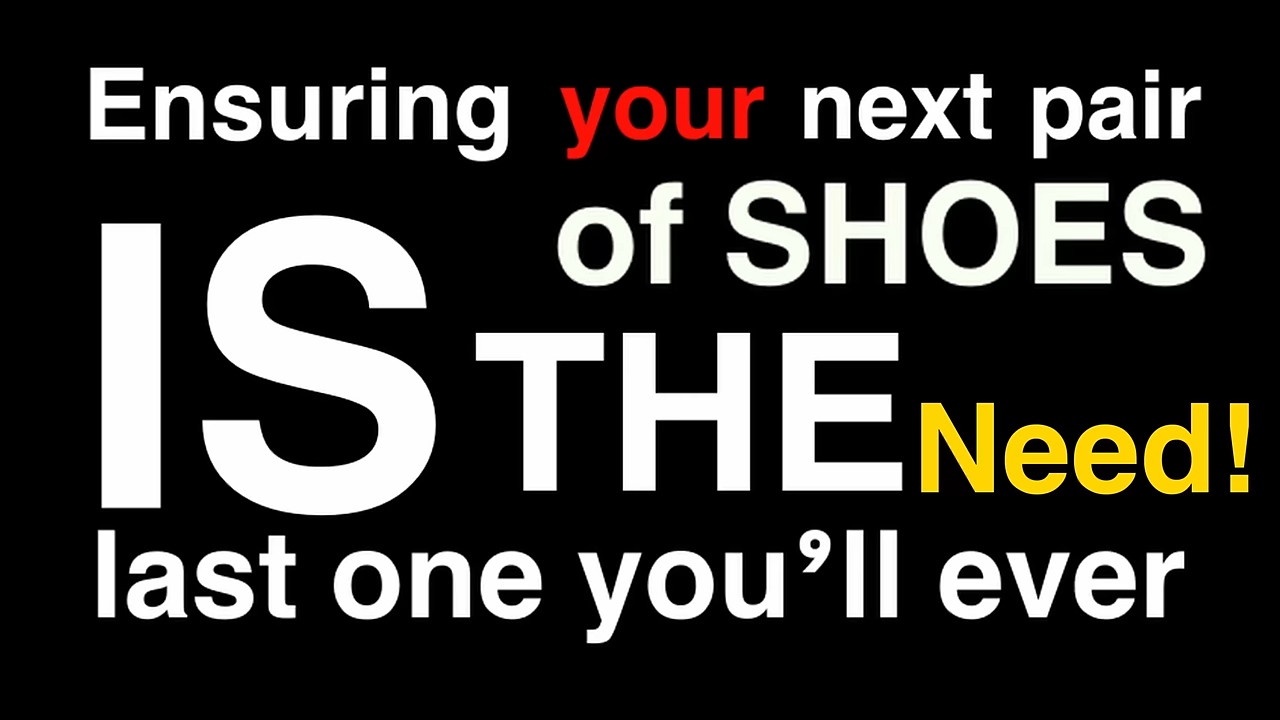 Ensuring your next pair
of SHOES
IS THE Need!
last one you’ll ever